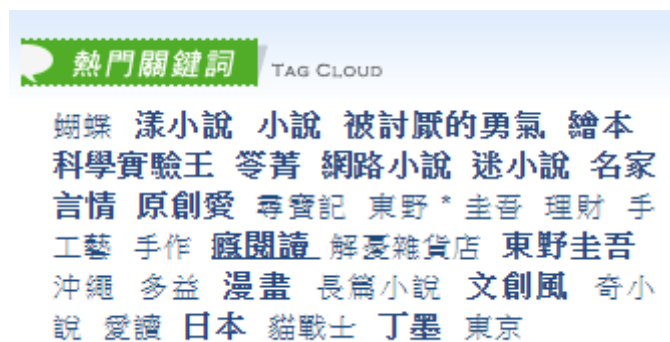 熱門關鍵詞 TAG CLOUD
蝴蝶 漾小說 小說 被討厭的勇氣 繪本
科學實驗王 笭菁 網路小說 迷小說 名家
言情 原創愛 尋寶記 東野*圭吾 理財 手
工藝 手作 瘾閱讀 解憂雜貨店 東野圭吾
沖繩 多益 漫畫 長篇小說 文創風 奇小
說 愛讀 日本 貓戰士 丁墨 東京